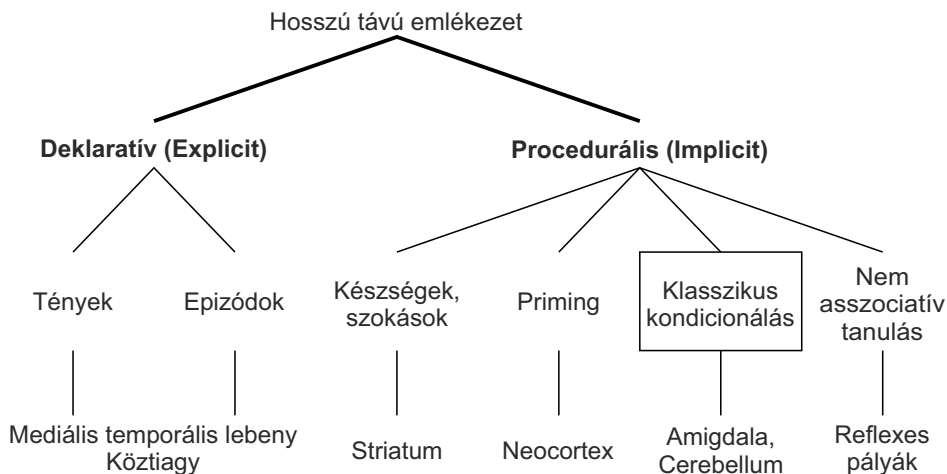 Hosszú távú emlékezet
Deklaratív (Explicit)
Procedurális (Implicit)
Tények
Epizódok
Készségek,
szokások
Priming
Klasszikus
kondicionálás
Nem
asszociatív
tanulás
Mediális temporális lebeny
Köztiagy
Striatum
Neocortex
Amigdala,
Cerebellum
Reflexes
pályák